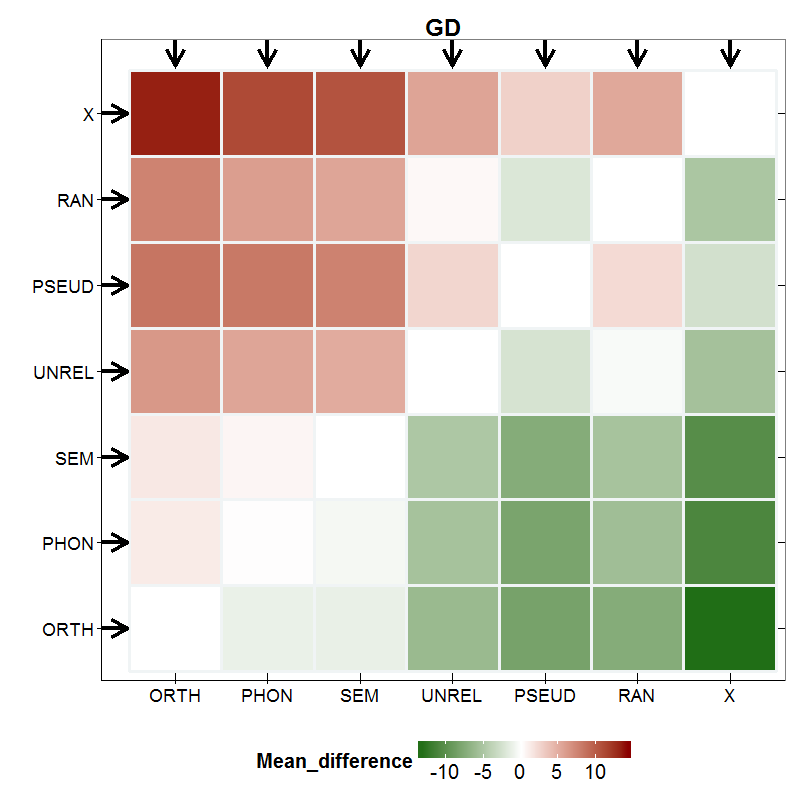 GD
X
RAN
PSEUD
UNREL
SEM
PHON
ORTH
ORTH PHON SEM UNREL PSEUD RAN X
Mean_difference
-10 -5 0 5 10